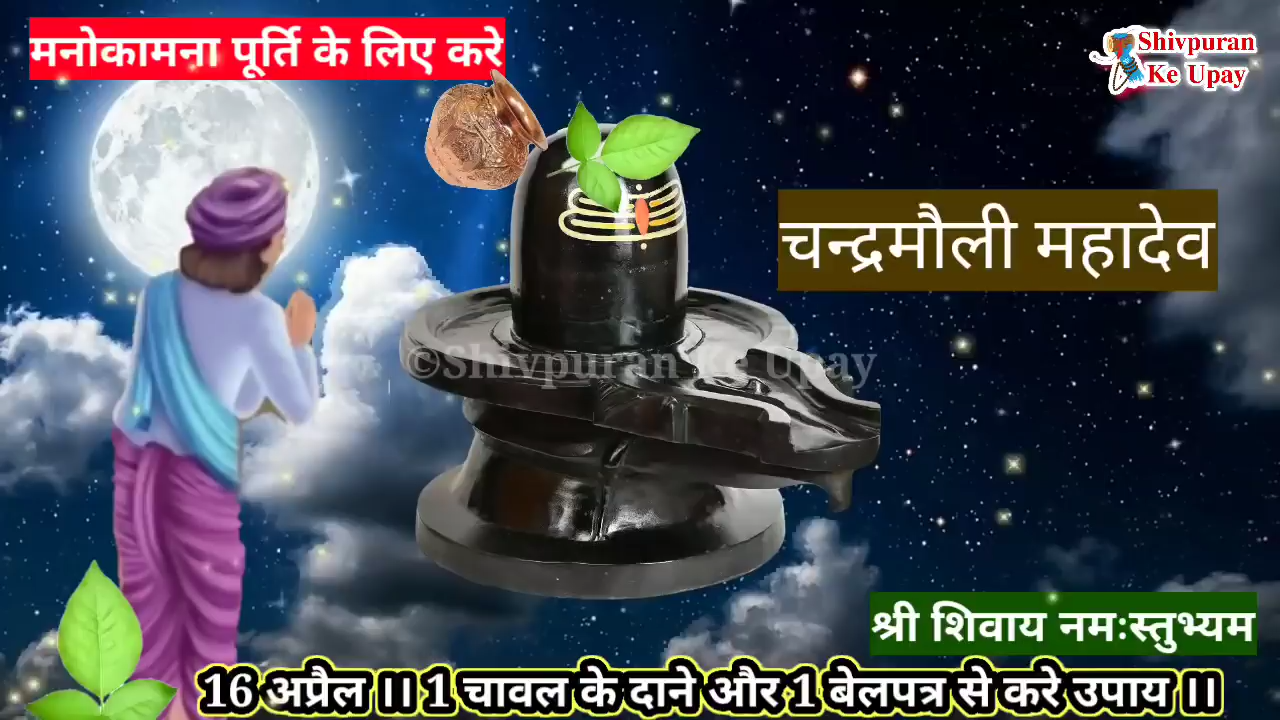 मनोकामना पूर्ति के लिए करे
Shivpuran
Ke Upay
चन्द्रमौली महादेव
©Shivpuran Ke Upay
श्री शिवाय नमःस्तुभ्यम
16 अप्रैल ।। 1 चावल के दाने और 1 बेलपत्र से करे उपाय ।।